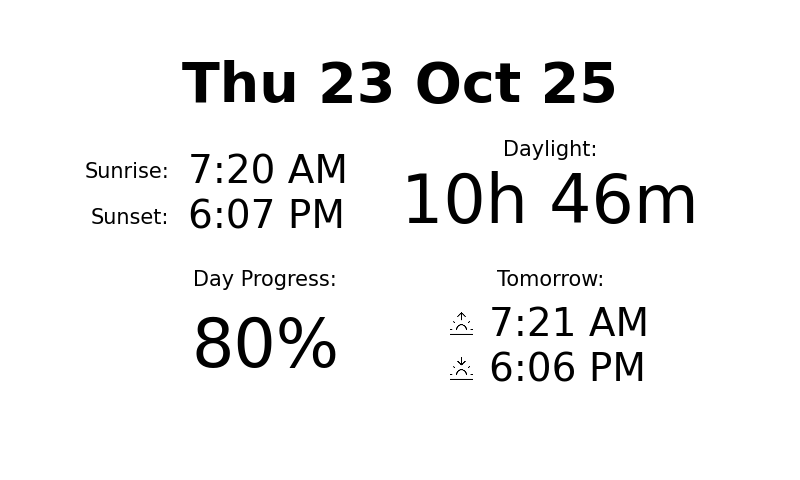 Thu 23 Oct 25
Sunrise: 7:20 AM
Sunset: 6:07 PM
Daylight:
10h 46m
Day Progress:
80%
Tomorrow:
7:21 AM
6:06 PM